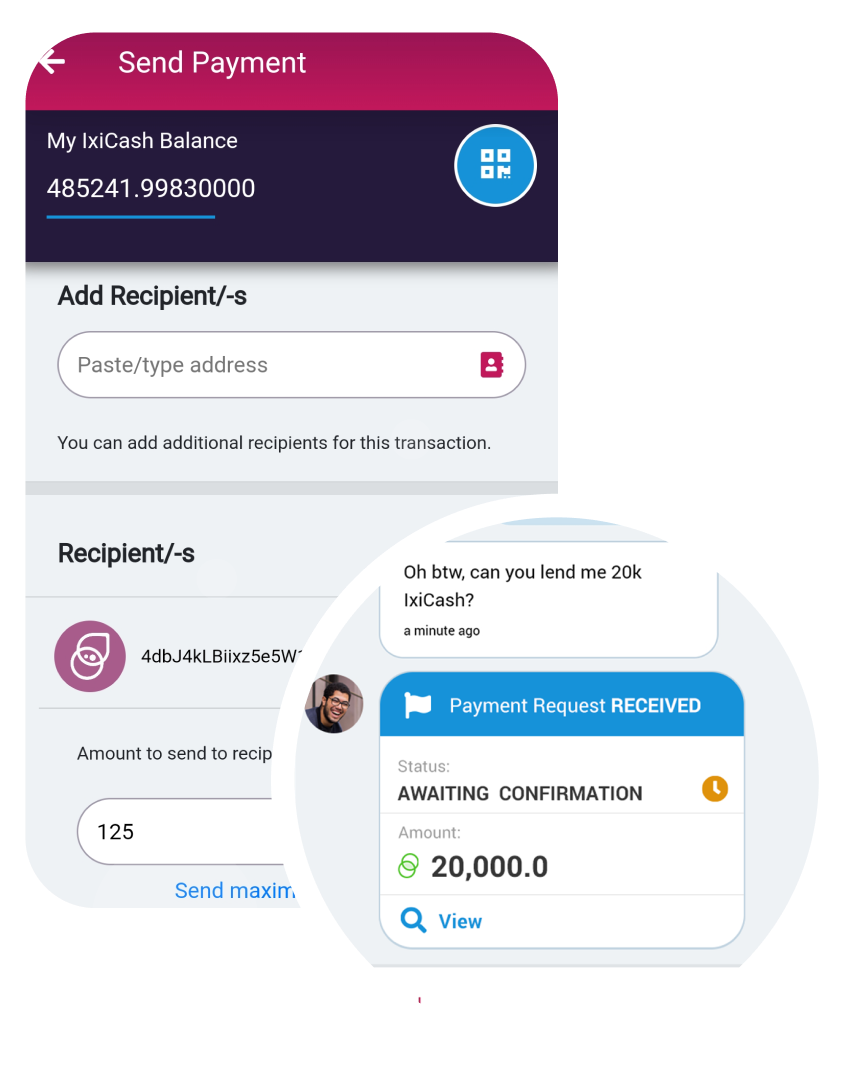 Send Payment
My IxiCash Balance
485241.99830000
Add Recipient/-s
Paste/type address
You can add additional recipients for this transaction.
Recipient/-s
4dbJ4kLBiixz5e5W
Amount to send to recip
125
Send maxim
Oh btw, can you lend me 20k
IxiCash?
a minute ago
Payment Request RECEIVED
Status:
AWAITING CONFIRMATION
Amount:
20,000.0
View